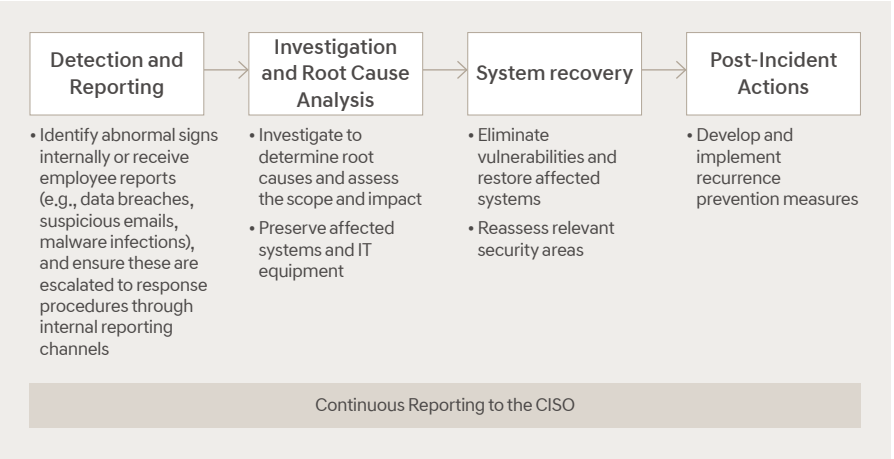 Detection and
Reporting
• Identify abnormal signs
internally or receive
employee reports
(e.g., data breaches,
suspicious emails,
malware infections),
and ensure these are
escalated to response
procedures through
internal reporting
channels
Investigation
and Root Cause
Analysis
• Investigate to
determine root
causes and assess
the scope and impact
• Preserve affected
systems and IT
equipment
System recovery
• Eliminate
vulnerabilities and
restore affected
systems
• Reassess relevant
security areas
Post-Incident
Actions
• Develop and
implement
recurrence
prevention measures
Continuous Reporting to the CISO